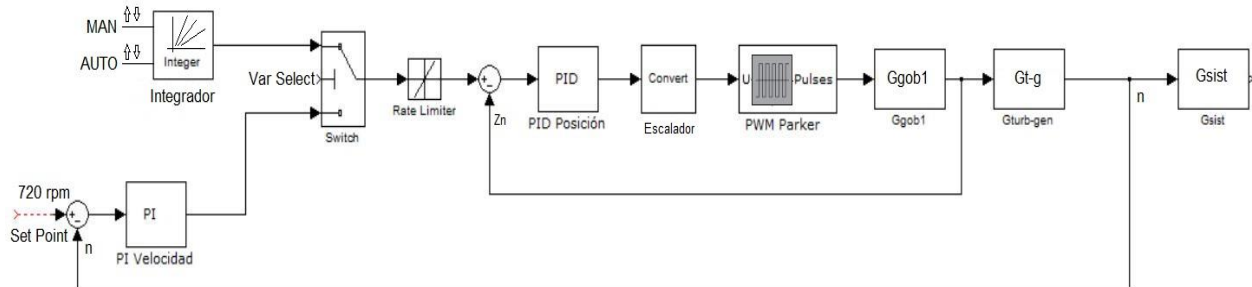 MAN
AUTO
Integer
Integrador
Var Select
Switch
Rate Limiter
Zn
PID
PID Posición
Convert
Escalador
U
Pulses
PWM Parker
Ggob1
Ggob1
Gt-g
Gturb-gen
n
Gsist
Gsist
720 rpm
Set Point
n
PI
PI Velocidad